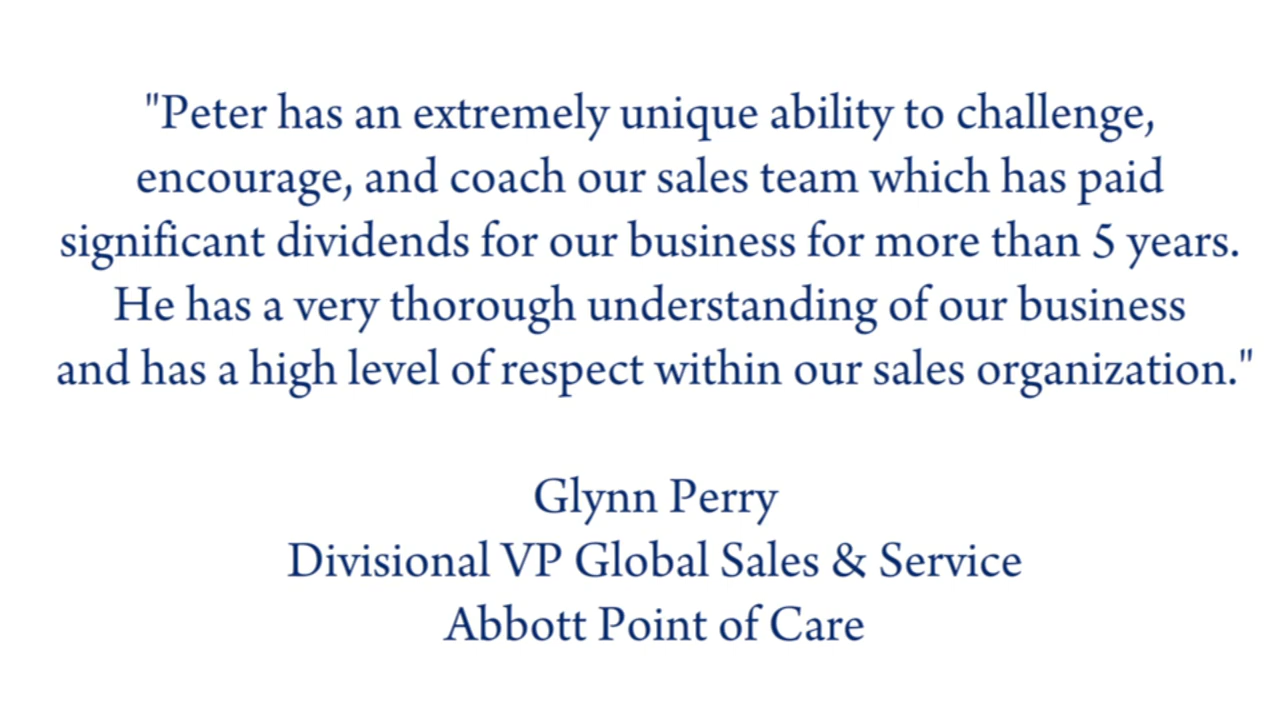 "Peter has an extremely unique ability to challenge,
encourage, and coach our sales team which has paid
significant dividends for our business for more than 5 years.
He has a very thorough understanding of our business
and has a high level of respect within our sales organization."
Glynn Perry
Divisional VP Global Sales & Service
Abbott Point of Care